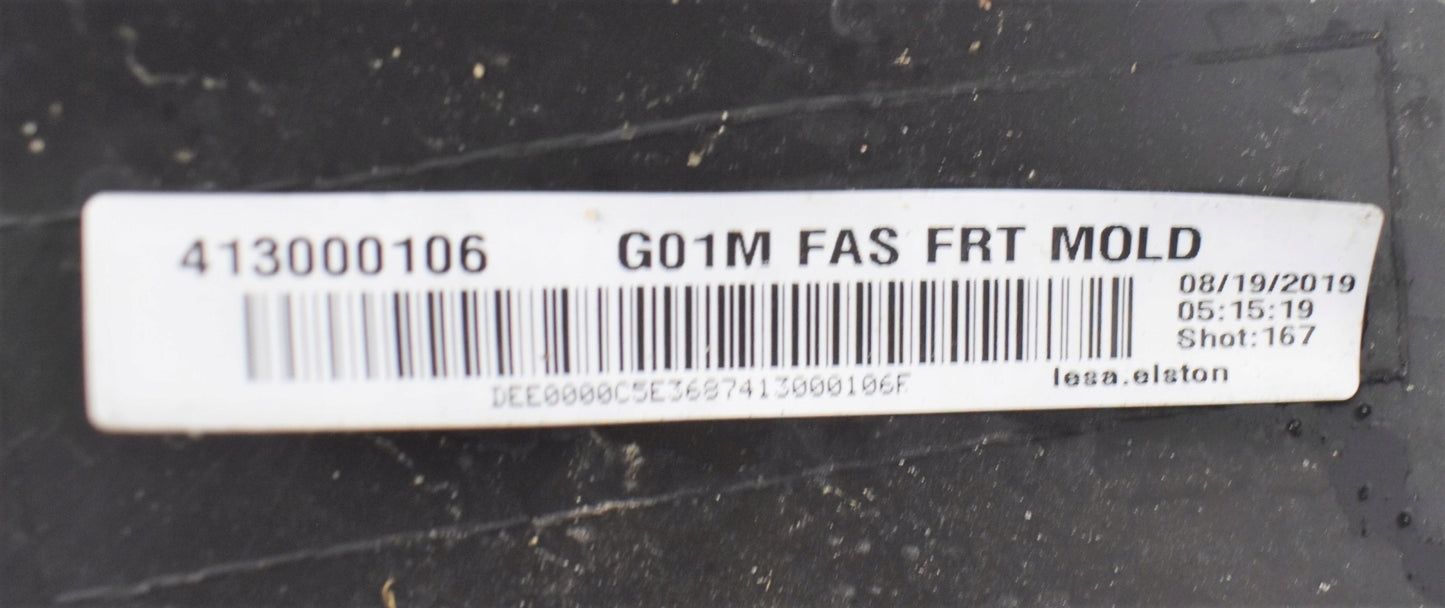 413000106 G01M FAS FRT MOLD
08/19/2019
05:15:19
Shot:167
DEE0000C5E3687413000106F
lesa.elston